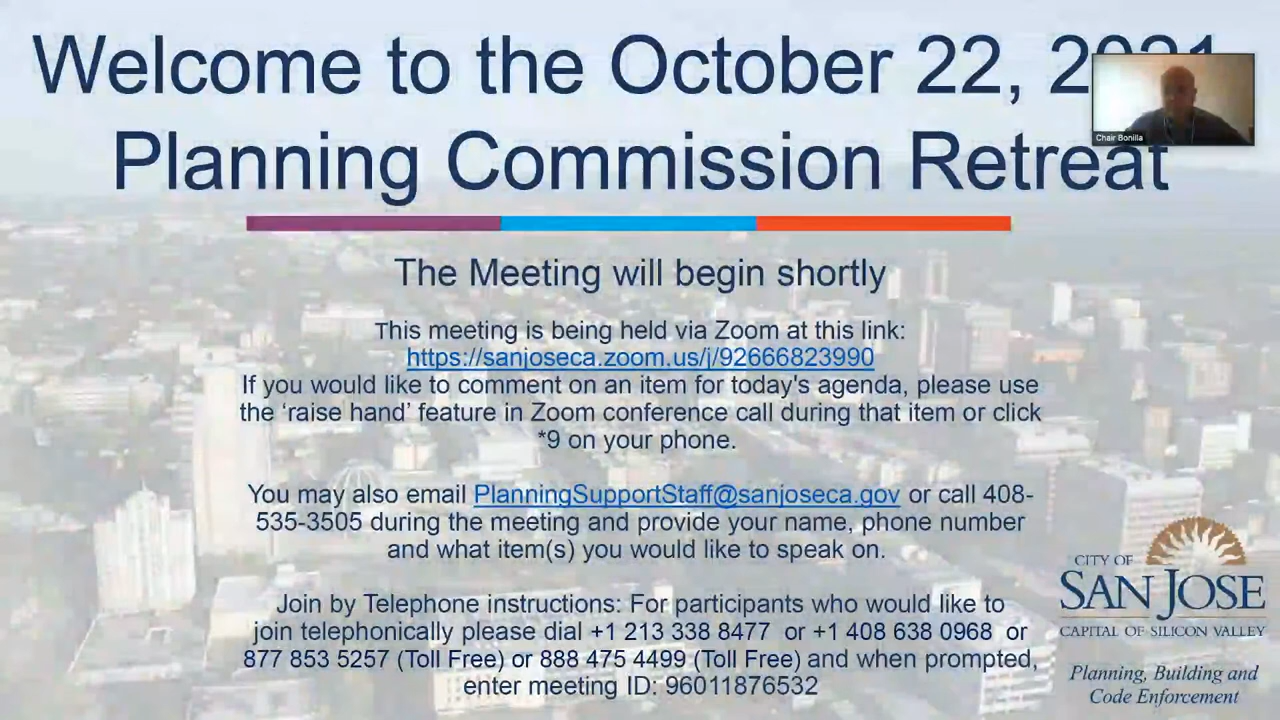 Welcome to the October 22, 2021
Chair Bonilla
Planning Commission Retreat
The Meeting will begin shortly
This meeting is being held via Zoom at this link:
https://sanjoseca.zoom.us/j/92666823990
If you would like to comment on an item for today's agenda, please use
the ‘raise hand’ feature in Zoom conference call during that item or click
*9 on your phone.
You may also email PlanningSupportStaff@sanjoseca.gov or call 408-
535-3505 during the meeting and provide your name, phone number
and what item(s) you would like to speak on.
Join by Telephone instructions: For participants who would like to
join telephonically please dial +1 213 338 8477 or +1 408 638 0968 or
877 853 5257 (Toll Free) or 888 475 4499 (Toll Free) and when prompted,
enter meeting ID: 96011876532
CITY OF
SAN JOSE
CAPITAL OF SILICON VALLEY
Planning, Building and
Code Enforcement